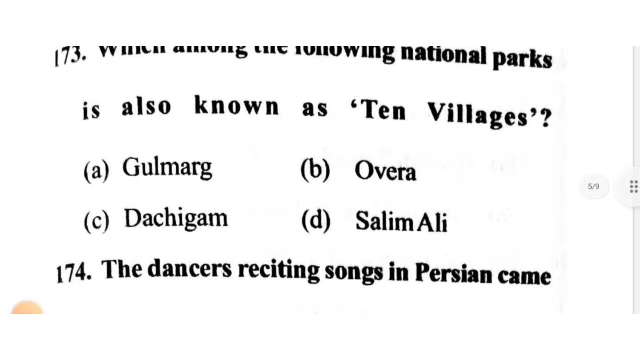 173. Which among the following national parks
is also known as ‘Ten Villages’?
(a) Gulmarg (b) Overa
(c) Dachigam (d) Salim Ali
5/9
174. The dancers reciting songs in Persian came